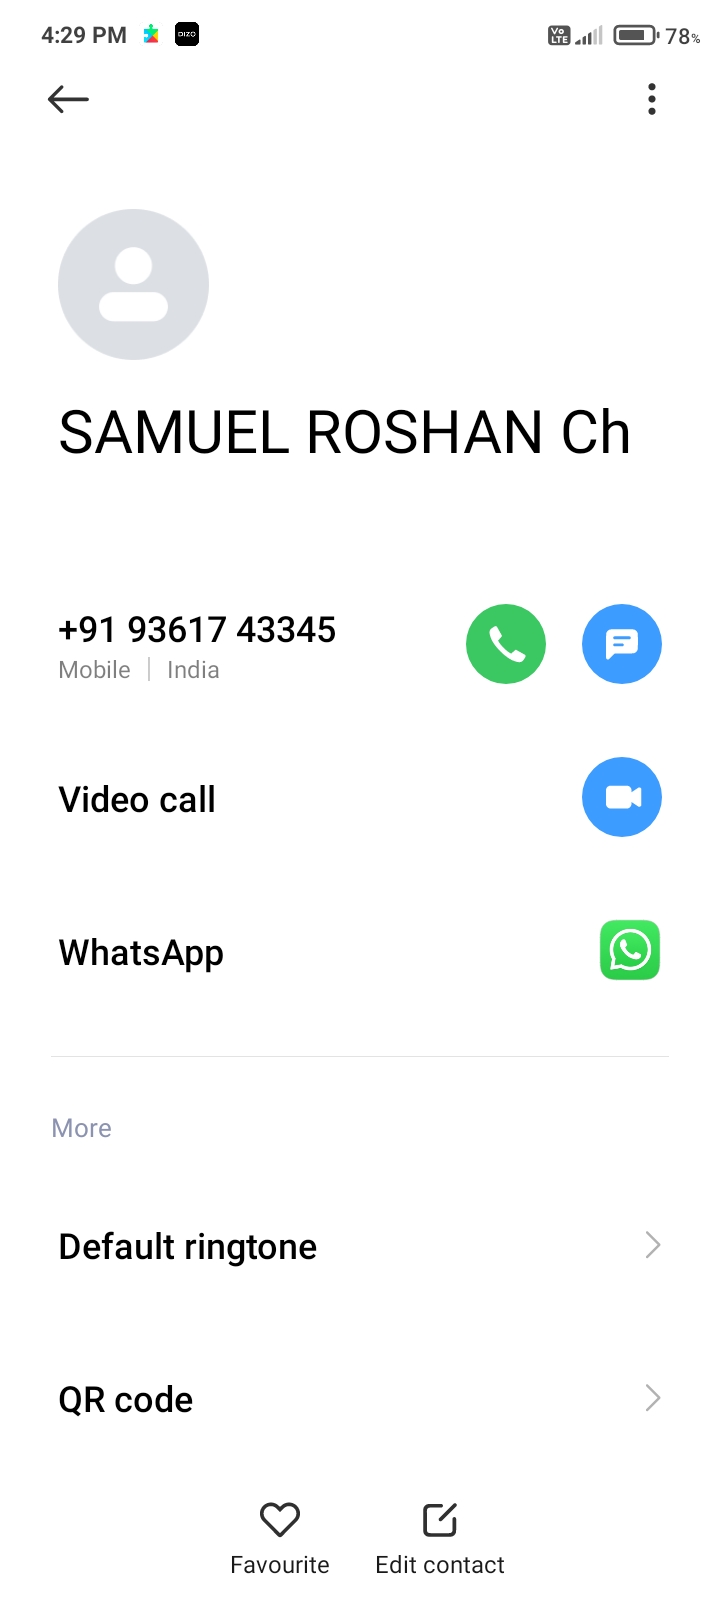 4:29 PM DIZO Vo LTE 78%
SAMUEL ROSHAN Ch
+91 93617 43345
Mobile India
Video call
WhatsApp
More
Default ringtone
QR code
Favourite Edit contact